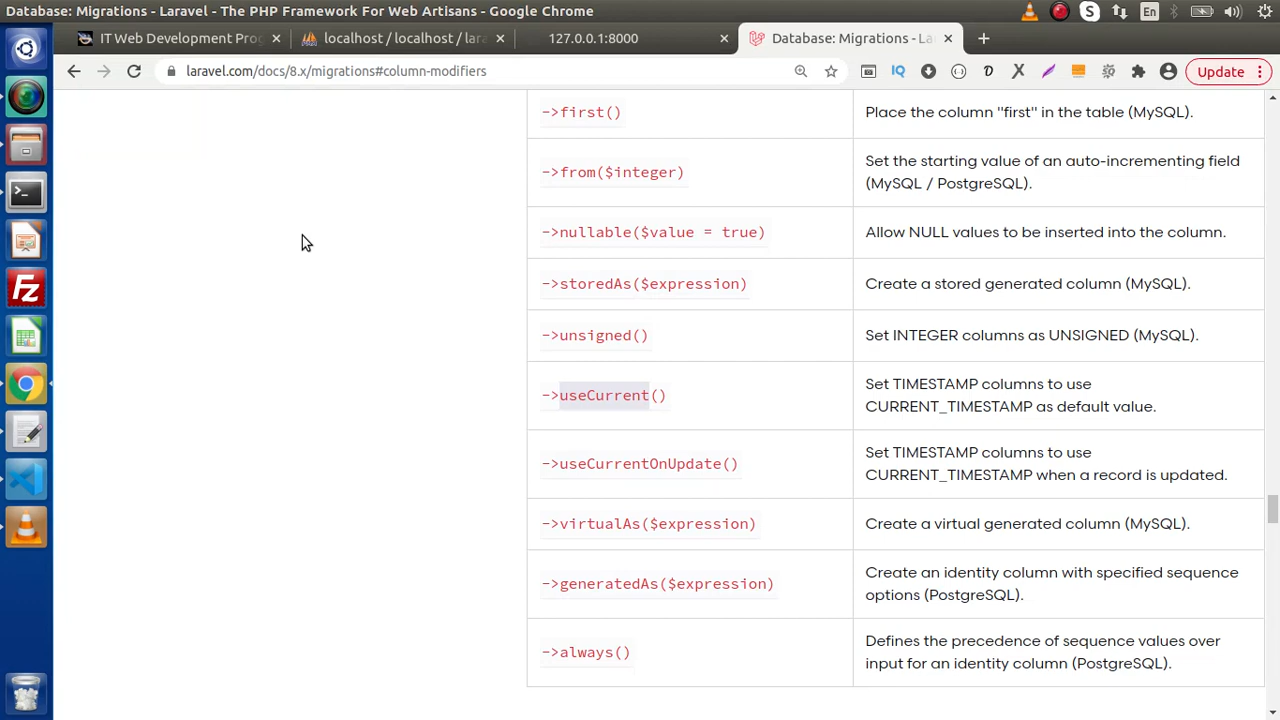 Database: Migrations - Laravel - The PHP Framework For Web Artisans - Google Chrome
En
IT Web Development Pro
localhost / localhost / lara
127.0.0.1:8000
Database: Migrations - La
laravel.com/docs/8.x/migrations#column-modifiers
IQ
Update
->first()
Place the column "first" in the table (MySQL).
->from($integer)
Set the starting value of an auto-incrementing field
(MySQL / PostgreSQL).
->nullable($value = true)
Allow NULL values to be inserted into the column.
->storedAs($expression)
Create a stored generated column (MySQL).
->unsigned()
Set INTEGER columns as UNSIGNED (MySQL).
->useCurrent()
Set TIMESTAMP columns to use
CURRENT_TIMESTAMP as default value.
->useCurrentOnUpdate()
Set TIMESTAMP columns to use
CURRENT_TIMESTAMP when a record is updated.
->virtualAs($expression)
Create a virtual generated column (MySQL).
->generatedAs($expression)
Create an identity column with specified sequence
options (PostgreSQL).
->always()
Defines the precedence of sequence values over
input for an identity column (PostgreSQL).